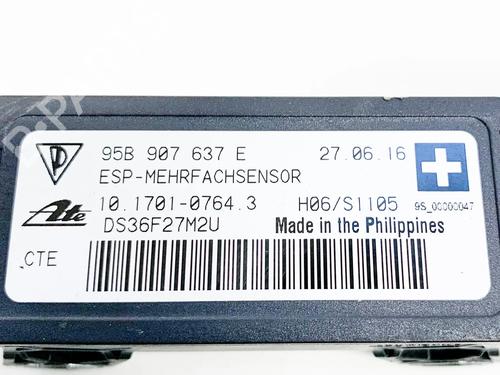 95B 907 637 E 27.06.16
ESP-MEHRFACHSENSOR
Ate 10.1701-0764.3 H06/S1105 9S_00000047
DS36F27M2U Made in the Philippines
CTE